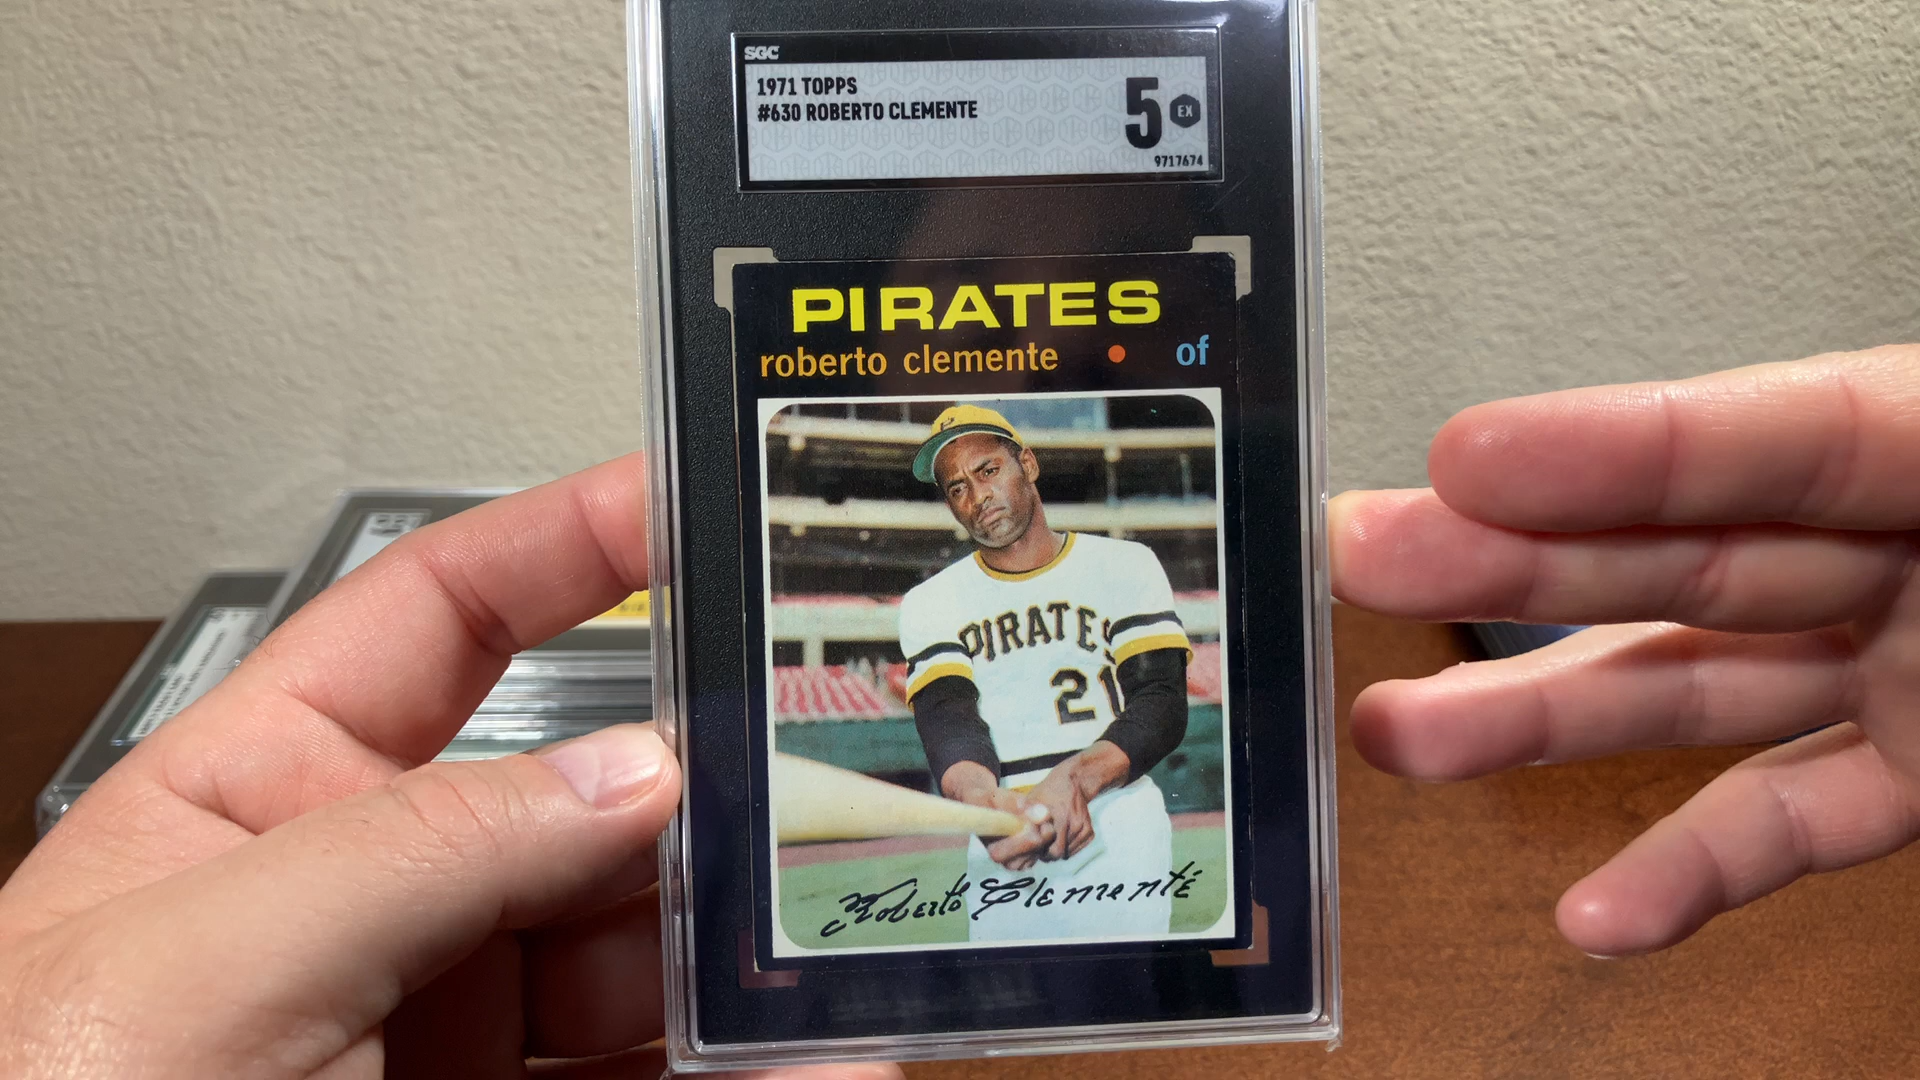 SGC
1971 TOPPS
#630 ROBERTO CLEMENTE
5 EX
9717674
PIRATES
roberto clemente • of
P
PIRATES
21
Roberto Clemente